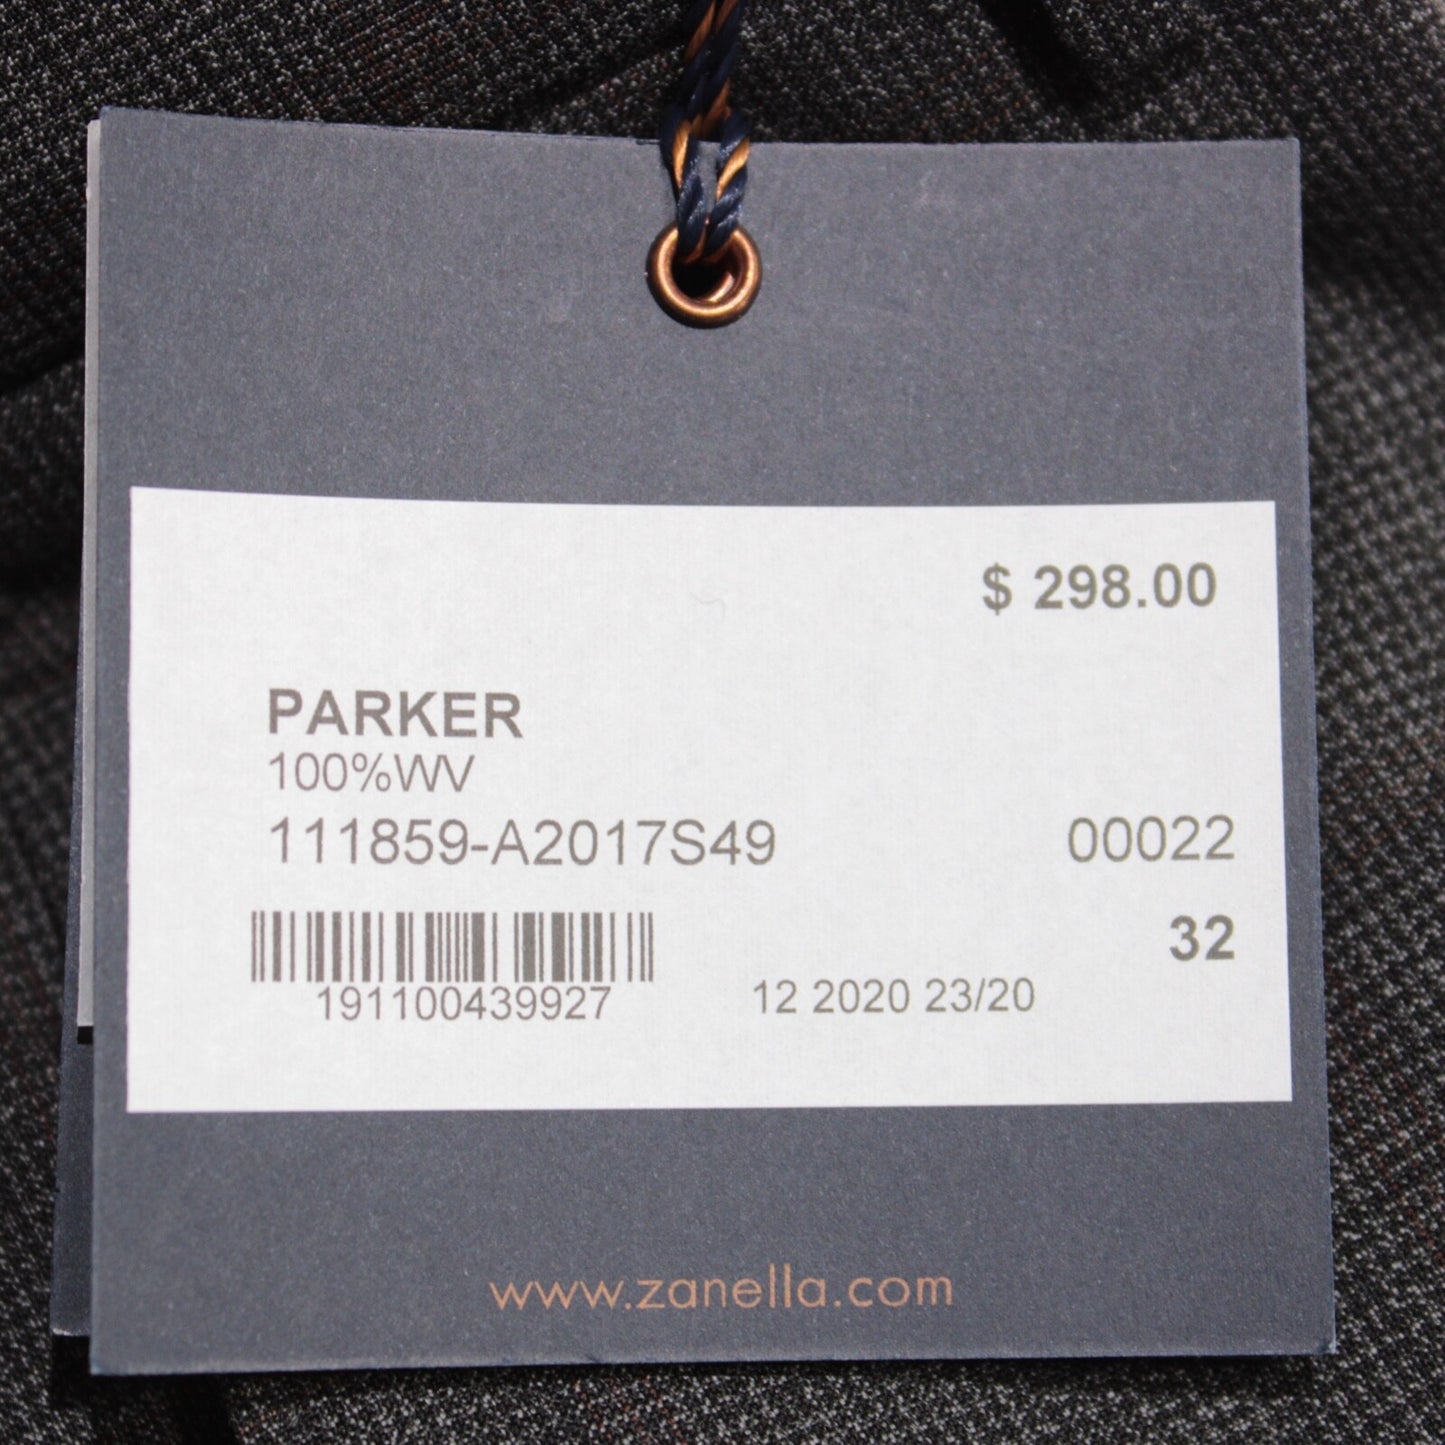 $ 298.00
PARKER
100%WV
111859-A2017S49 00022
32
191100439927 12 2020 23/20
www.zanella.com